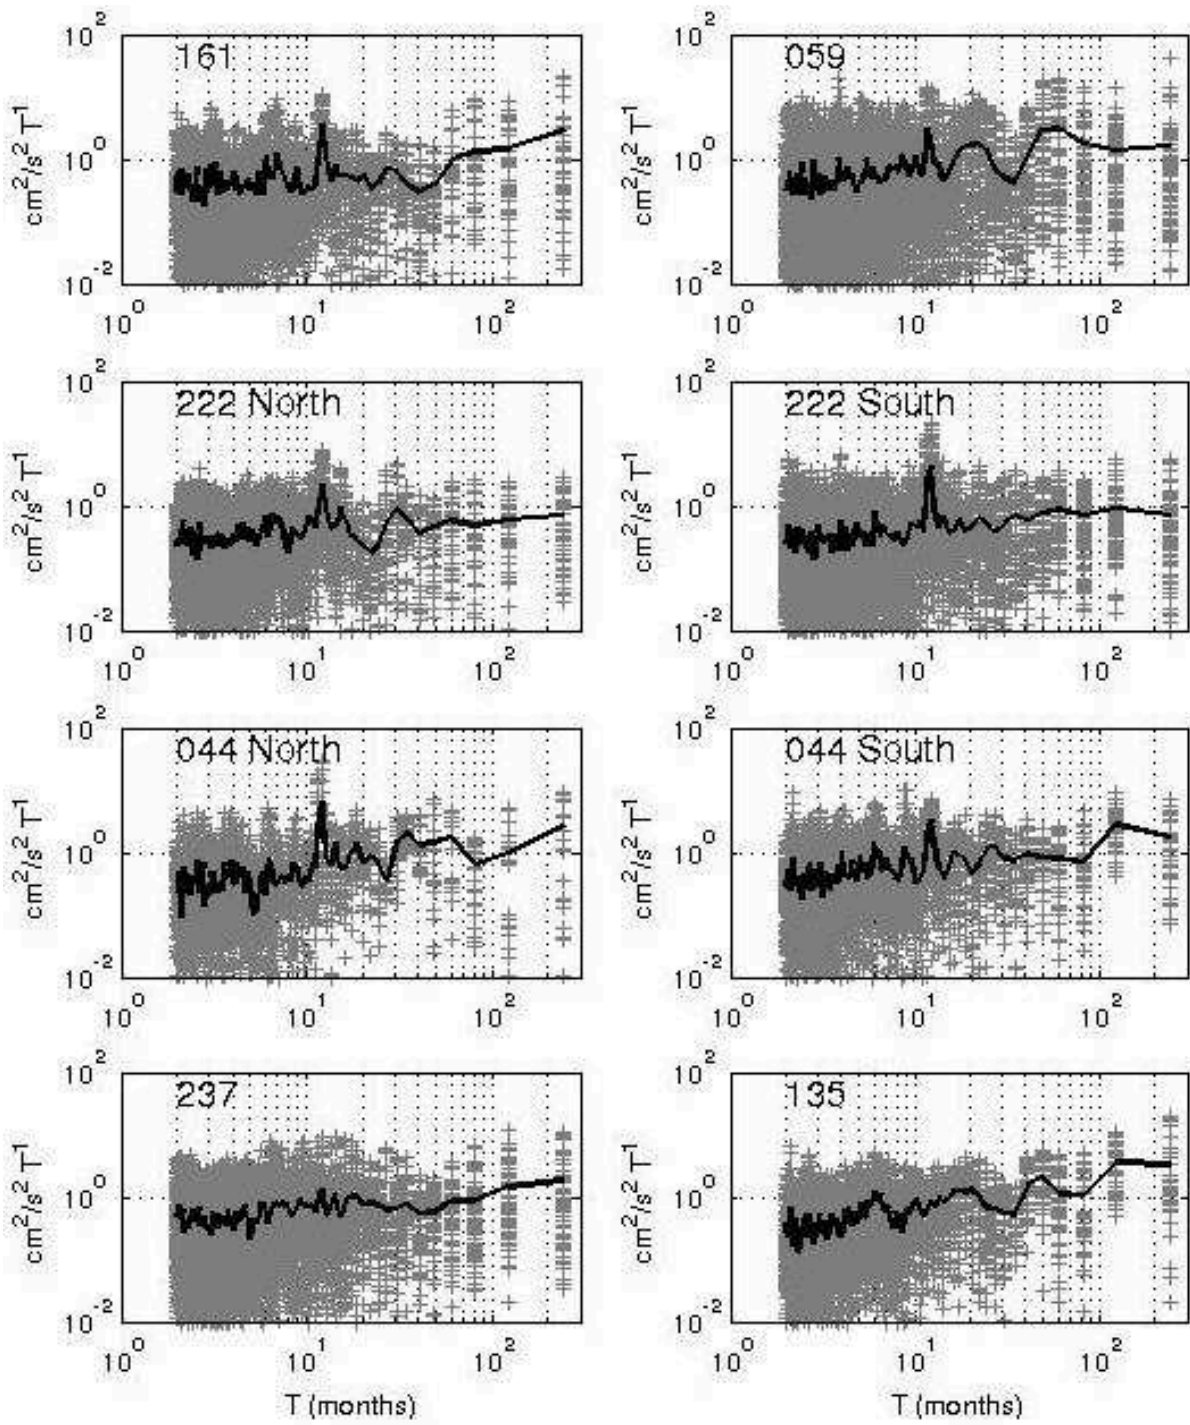 161
059
10²
10²
cm²/s² T⁻¹
cm²/s² T⁻¹
10⁰
10⁰
10⁻²
10⁻²
10⁰ 10¹ 10²
10⁰ 10¹ 10²
222 North
222 South
10²
10²
cm²/s² T⁻¹
cm²/s² T⁻¹
10⁰
10⁰
10⁻²
10⁻²
10⁰ 10¹ 10²
10⁰ 10¹ 10²
044 North
044 South
10²
10²
cm²/s² T⁻¹
cm²/s² T⁻¹
10⁰
10⁰
10⁻²
10⁻²
10⁰ 10¹ 10²
10⁰ 10¹ 10²
237
135
10²
10²
cm²/s² T⁻¹
cm²/s² T⁻¹
10⁰
10⁰
10⁻²
10⁻²
10⁰ 10¹ 10²
10⁰ 10¹ 10²
T (months)
T (months)